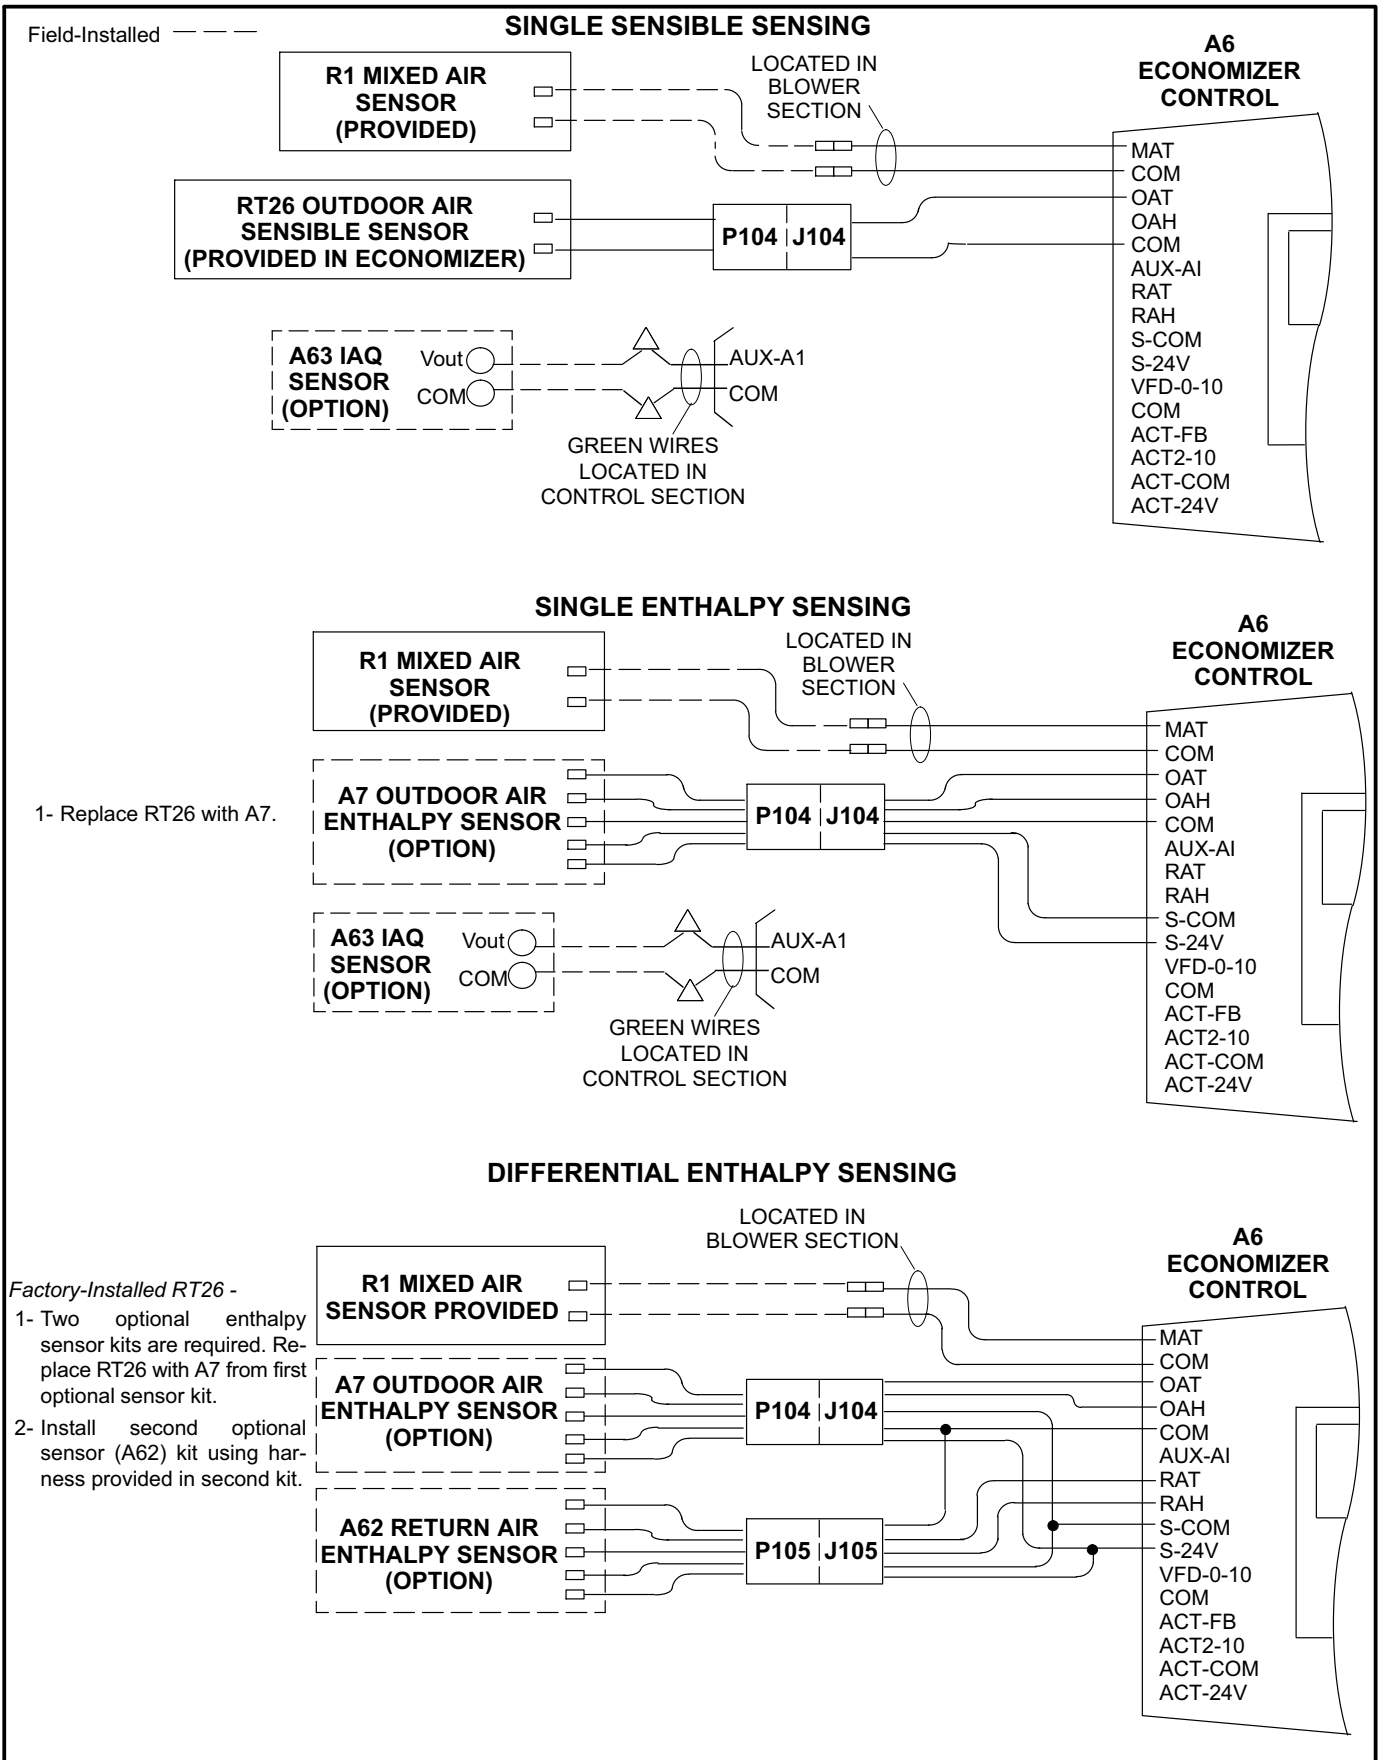 SINGLE SENSIBLE SENSING
Field-Installed
R1 MIXED AIR
SENSOR
(PROVIDED)
LOCATED IN
BLOWER
SECTION
A6
ECONOMIZER
CONTROL
RT26 OUTDOOR AIR
SENSIBLE SENSOR
(PROVIDED IN ECONOMIZER)
P104 J104
MAT
COM
OAT
OAH
COM
AUX-AI
RAT
RAH
S-COM
S-24V
VFD-0-10
COM
ACT-FB
ACT2-10
ACT-COM
ACT-24V
A63 IAQ
SENSOR
(OPTION)
Vout
COM
AUX-A1
COM
GREEN WIRES
LOCATED IN
CONTROL SECTION
SINGLE ENTHALPY SENSING
R1 MIXED AIR
SENSOR
(PROVIDED)
LOCATED IN
BLOWER
SECTION
A6
ECONOMIZER
CONTROL
1- Replace RT26 with A7.
A7 OUTDOOR AIR
ENTHALPY SENSOR
(OPTION)
P104 J104
MAT
COM
OAT
OAH
COM
AUX-AI
RAT
RAH
S-COM
S-24V
VFD-0-10
COM
ACT-FB
ACT2-10
ACT-COM
ACT-24V
A63 IAQ
SENSOR
(OPTION)
Vout
COM
AUX-A1
COM
GREEN WIRES
LOCATED IN
CONTROL SECTION
DIFFERENTIAL ENTHALPY SENSING
LOCATED IN
BLOWER SECTION
A6
ECONOMIZER
CONTROL
R1 MIXED AIR
SENSOR PROVIDED
Factory-Installed RT26 -
1- Two optional enthalpy
sensor kits are required. Re-
place RT26 with A7 from first
optional sensor kit.
2- Install second optional
sensor (A62) kit using har-
ness provided in second kit.
A7 OUTDOOR AIR
ENTHALPY SENSOR
(OPTION)
P104 J104
A62 RETURN AIR
ENTHALPY SENSOR
(OPTION)
P105 J105
MAT
COM
OAT
OAH
COM
AUX-AI
RAT
RAH
S-COM
S-24V
VFD-0-10
COM
ACT-FB
ACT2-10
ACT-COM
ACT-24V